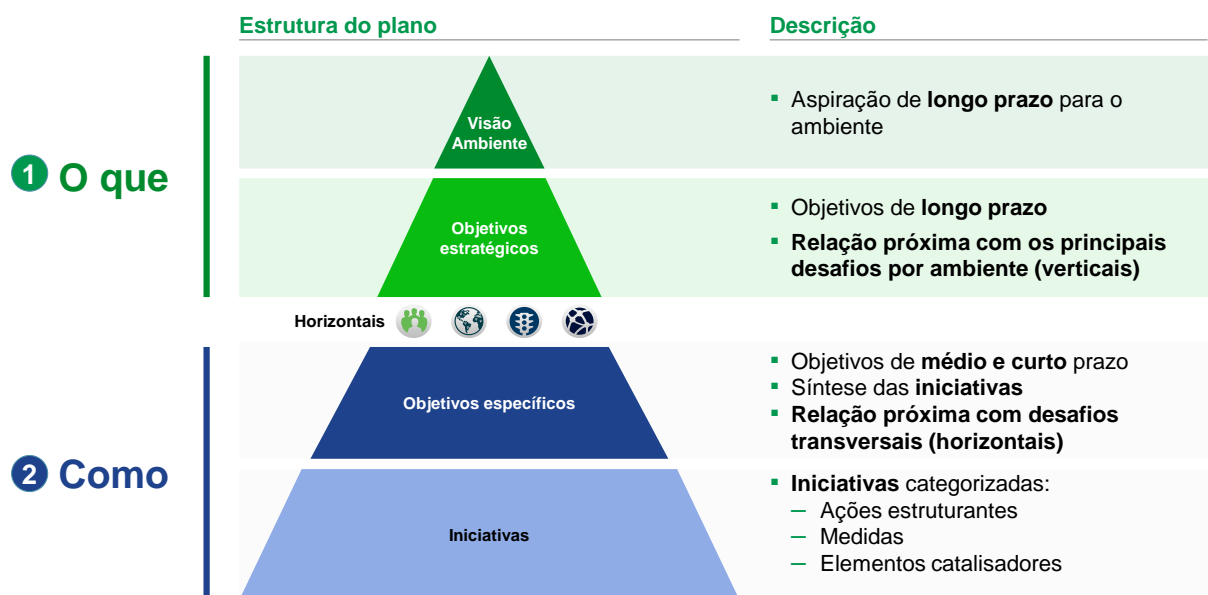 Estrutura do plano
Descrição
1 O que
Visão
Ambiente
▪ Aspiração de longo prazo para o
ambiente
Objetivos
estratégicos
▪ Objetivos de longo prazo
▪ Relação próxima com os principais
desafios por ambiente (verticais)
Horizontais
2 Como
Objetivos específicos
▪ Objetivos de médio e curto prazo
▪ Síntese das iniciativas
▪ Relação próxima com desafios
transversais (horizontais)
Iniciativas
▪ Iniciativas categorizadas:
– Ações estruturantes
– Medidas
– Elementos catalisadores